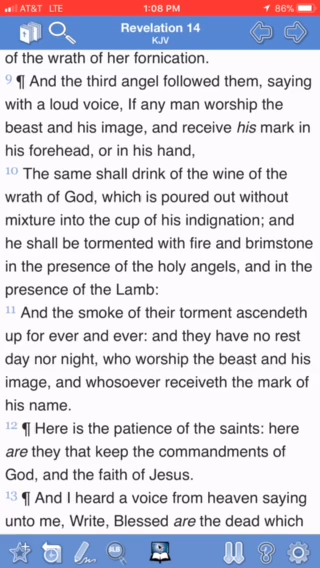 AT&T LTE 1:08 PM 86%
Revelation 14
KJV
of the wrath of her fornication.
9 ¶ And the third angel followed them, saying
with a loud voice, If any man worship the
beast and his image, and receive his mark in
his forehead, or in his hand,
10 The same shall drink of the wine of the
wrath of God, which is poured out without
mixture into the cup of his indignation; and
he shall be tormented with fire and brimstone
in the presence of the holy angels, and in the
presence of the Lamb:
11 And the smoke of their torment ascendeth
up for ever and ever: and they have no rest
day nor night, who worship the beast and his
image, and whosoever receiveth the mark of
his name.
12 ¶ Here is the patience of the saints: here
are they that keep the commandments of
God, and the faith of Jesus.
13 ¶ And I heard a voice from heaven saying
unto me, Write, Blessed are the dead which